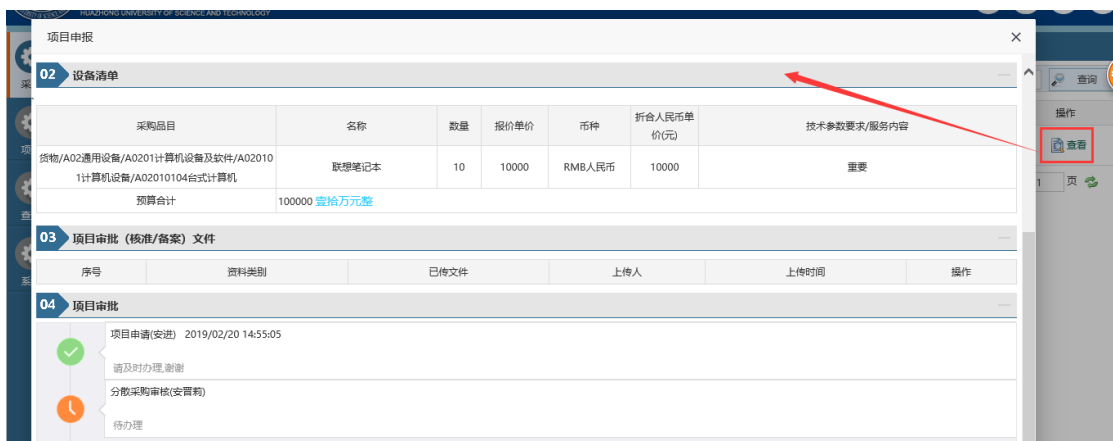 HUAZHONG UNIVERSITY OF SCIENCE AND TECHNOLOGY
项目申报
02 设备清单
查询
采购品目 名称 数量 报价单价 币种 折合人民币单价(元) 技术参数要求/服务内容
操作
货物/A02通用设备/A0201计算机设备及软件/A02010
1计算机设备/A02010104台式计算机 联想笔记本 10 10000 RMB人民币 10000 重要
查看
预算合计 100000 壹拾万元整
1 页
03 项目审批（核准/备案）文件
序号 资料类别 已传文件 上传人 上传时间 操作
04 项目审批
项目申请(安进) 2019/02/20 14:55:05
请及时办理,谢谢
分散采购审核(安晋莉)
待办理
采
项
查
系